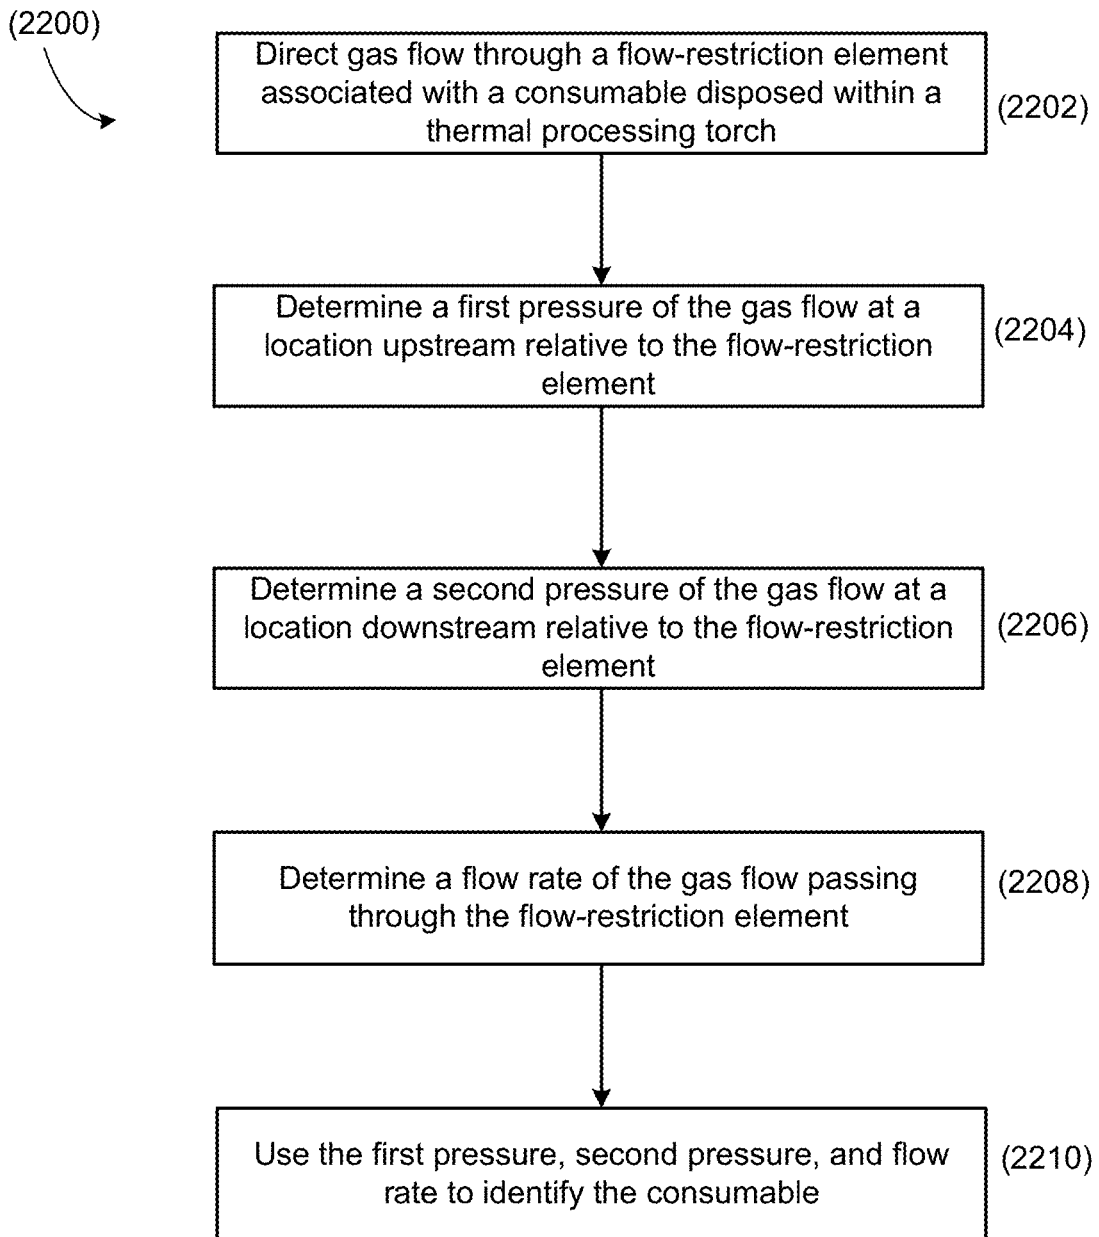 (2200)
Direct gas flow through a flow-restriction element
associated with a consumable disposed within a
thermal processing torch
(2202)
Determine a first pressure of the gas flow at a
location upstream relative to the flow-restriction
element
(2204)
Determine a second pressure of the gas flow at a
location downstream relative to the flow-restriction
element
(2206)
Determine a flow rate of the gas flow passing
through the flow-restriction element
(2208)
Use the first pressure, second pressure, and flow
rate to identify the consumable
(2210)